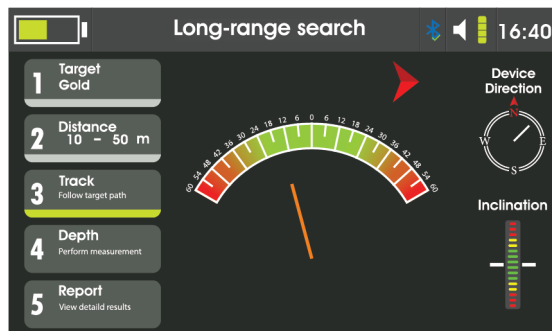 Long-range search
16:40
1
Target
Gold
2
Distance
10 - 50 m
3
Track
Follow target path
4
Depth
Perform measurement
5
Report
View detaild results
60 54 48 42 36 30 24 18 12 6 0 6 12 18 24 30 36 42 48 54 60
Device
Direction
N
W E
S
Inclination